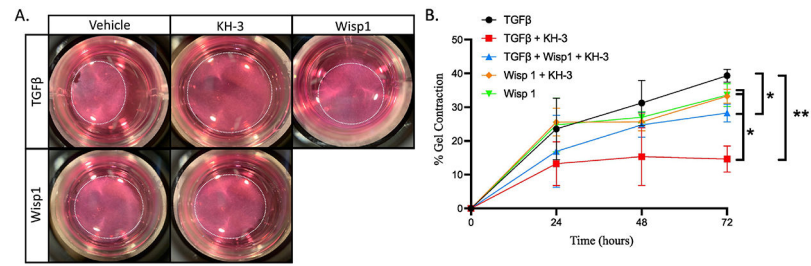 A.
Vehicle
KH-3
Wisp1
TGFβ
Wisp1
B.
TGFβ
TGFβ + KH-3
TGFβ + Wisp1 + KH-3
Wisp 1 + KH-3
Wisp 1
% Gel Contraction
50
40
30
20
10
0
0
24
48
72
Time (hours)
*
*
**